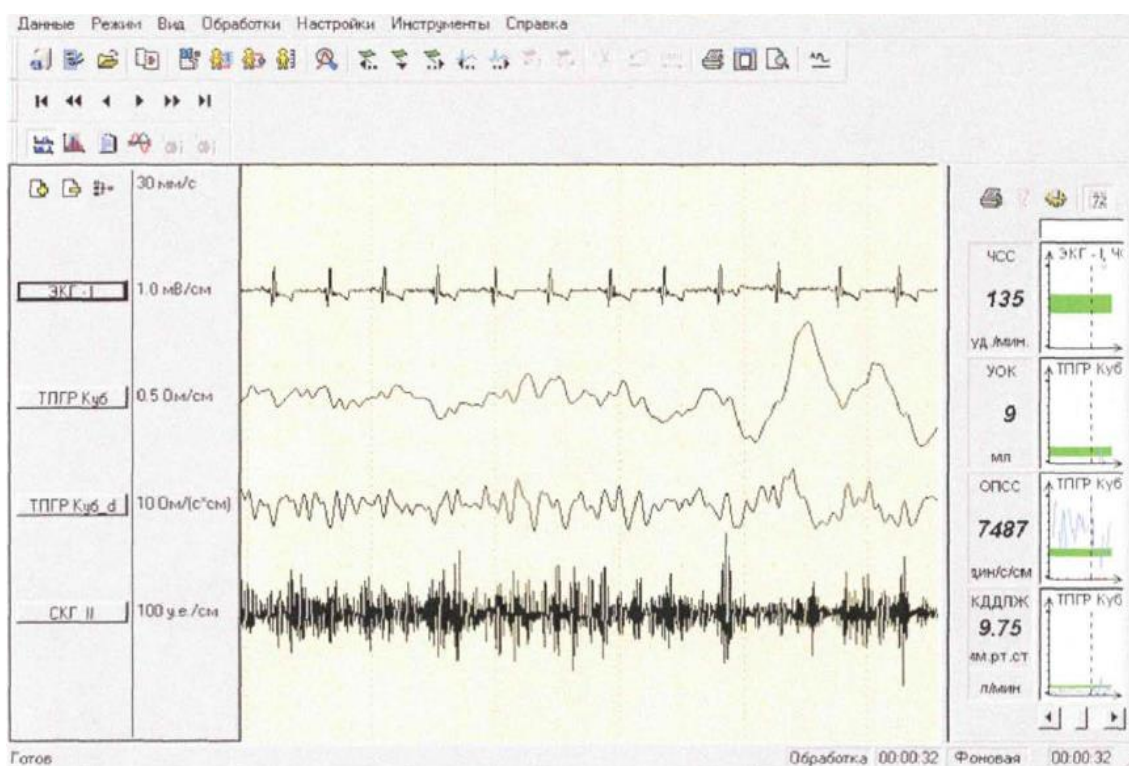 Данные Режим Вид Обработки Настройки Инструменты Справка
30 мм/с
ЭКГ - I
1.0 мВ/см
ТПГР Куб
0.5 Ом/см
ТПГР Куб_d
10 Ом/(с*см)
СКГ II
100 у.е./см
72
ЧСС
135
уд./мин.
ЭКГ - I, Ч
УОК
9
мл
ТПГР Куб
ОПСС
7487
дин/с/см
ТПГР Куб
КДДЛЖ
9.75
мм.рт.ст
л/мин
ТПГР Куб
Готов
Обработка 00:00:32 Фоновая 00:00:32